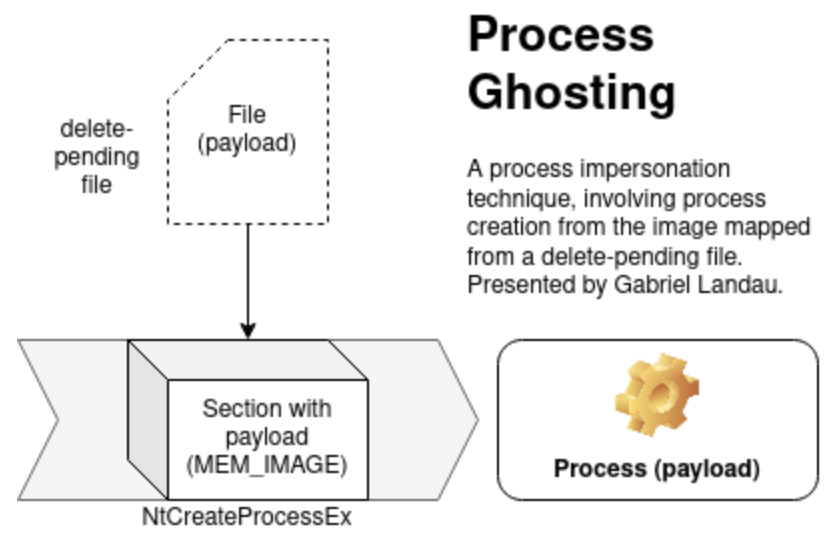 Process
Ghosting
File
(payload)
delete-
pending
file
A process impersonation
technique, involving process
creation from the image mapped
from a delete-pending file.
Presented by Gabriel Landau.
Section with
payload
(MEM_IMAGE)
Process (payload)
NtCreateProcessEx